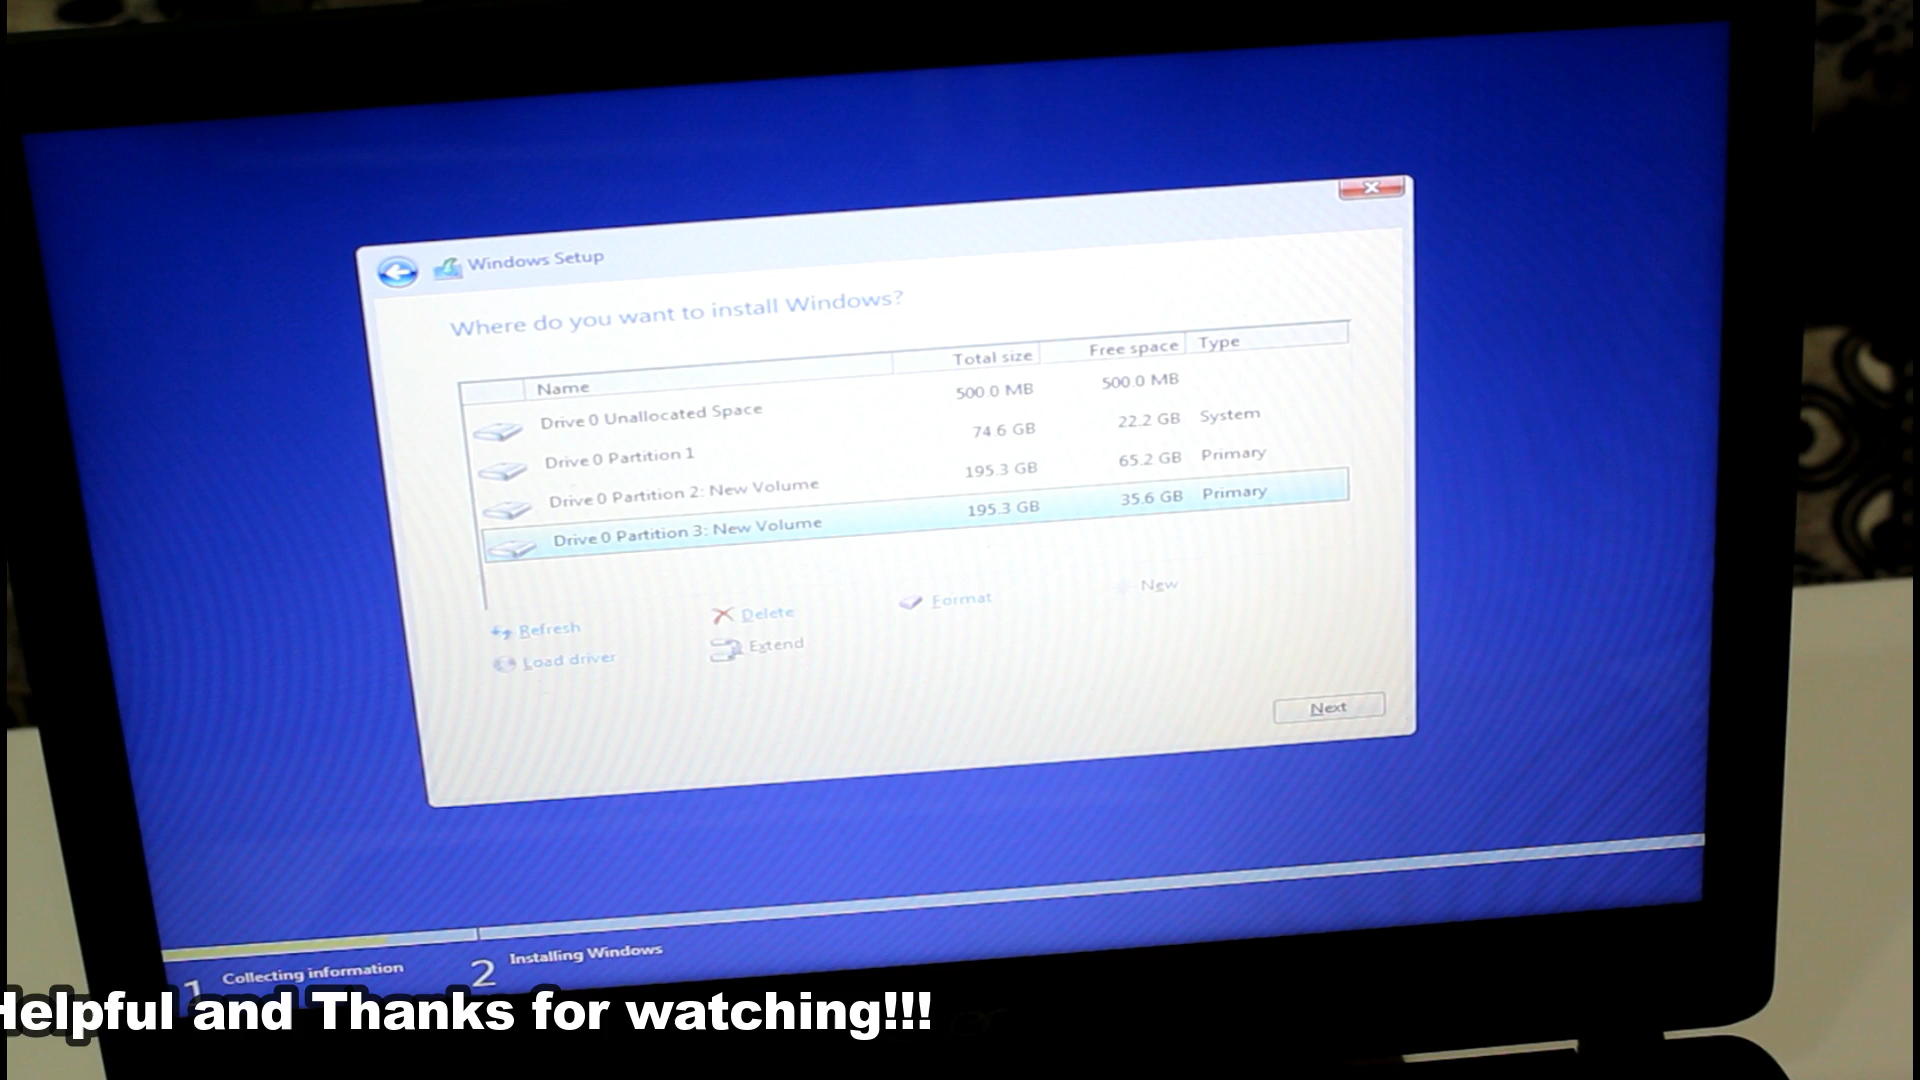 Windows Setup
Where do you want to install Windows?
Name Total size Free space Type
Drive 0 Unallocated Space 500.0 MB 500.0 MB
Drive 0 Partition 1 74.6 GB 22.2 GB System
Drive 0 Partition 2: New Volume 195.3 GB 65.2 GB Primary
Drive 0 Partition 3: New Volume 195.3 GB 35.6 GB Primary
Refresh Delete Format New
Load driver Extend
Next
1 Collecting information 2 Installing Windows
Helpful and Thanks for watching!!!